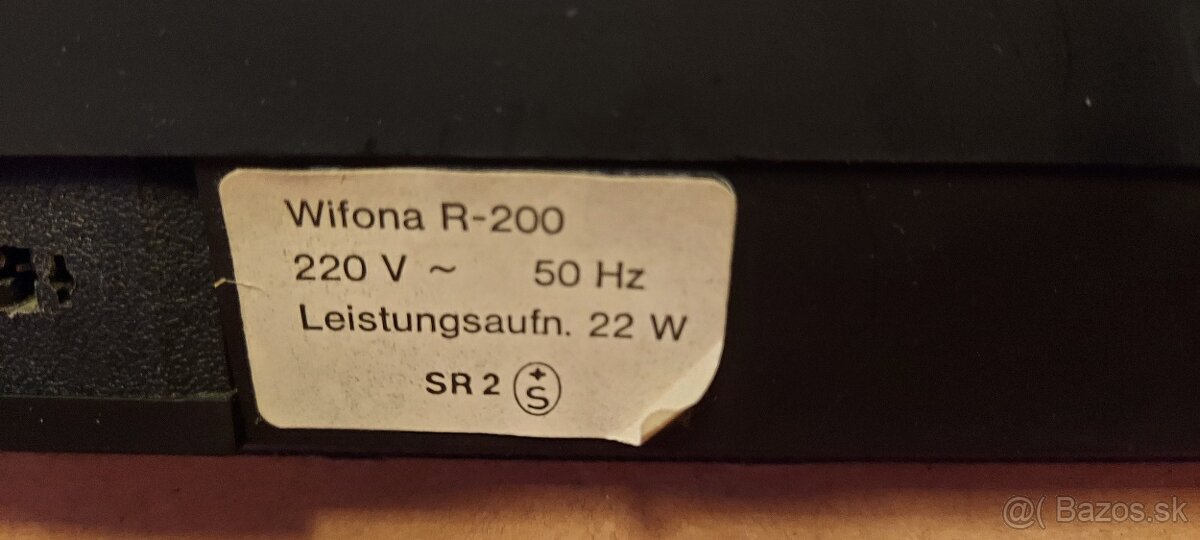 Wifona R-200
220 V ~ 50 Hz
Leistungsaufn. 22 W
SR 2 +S
@( Bazos.sk